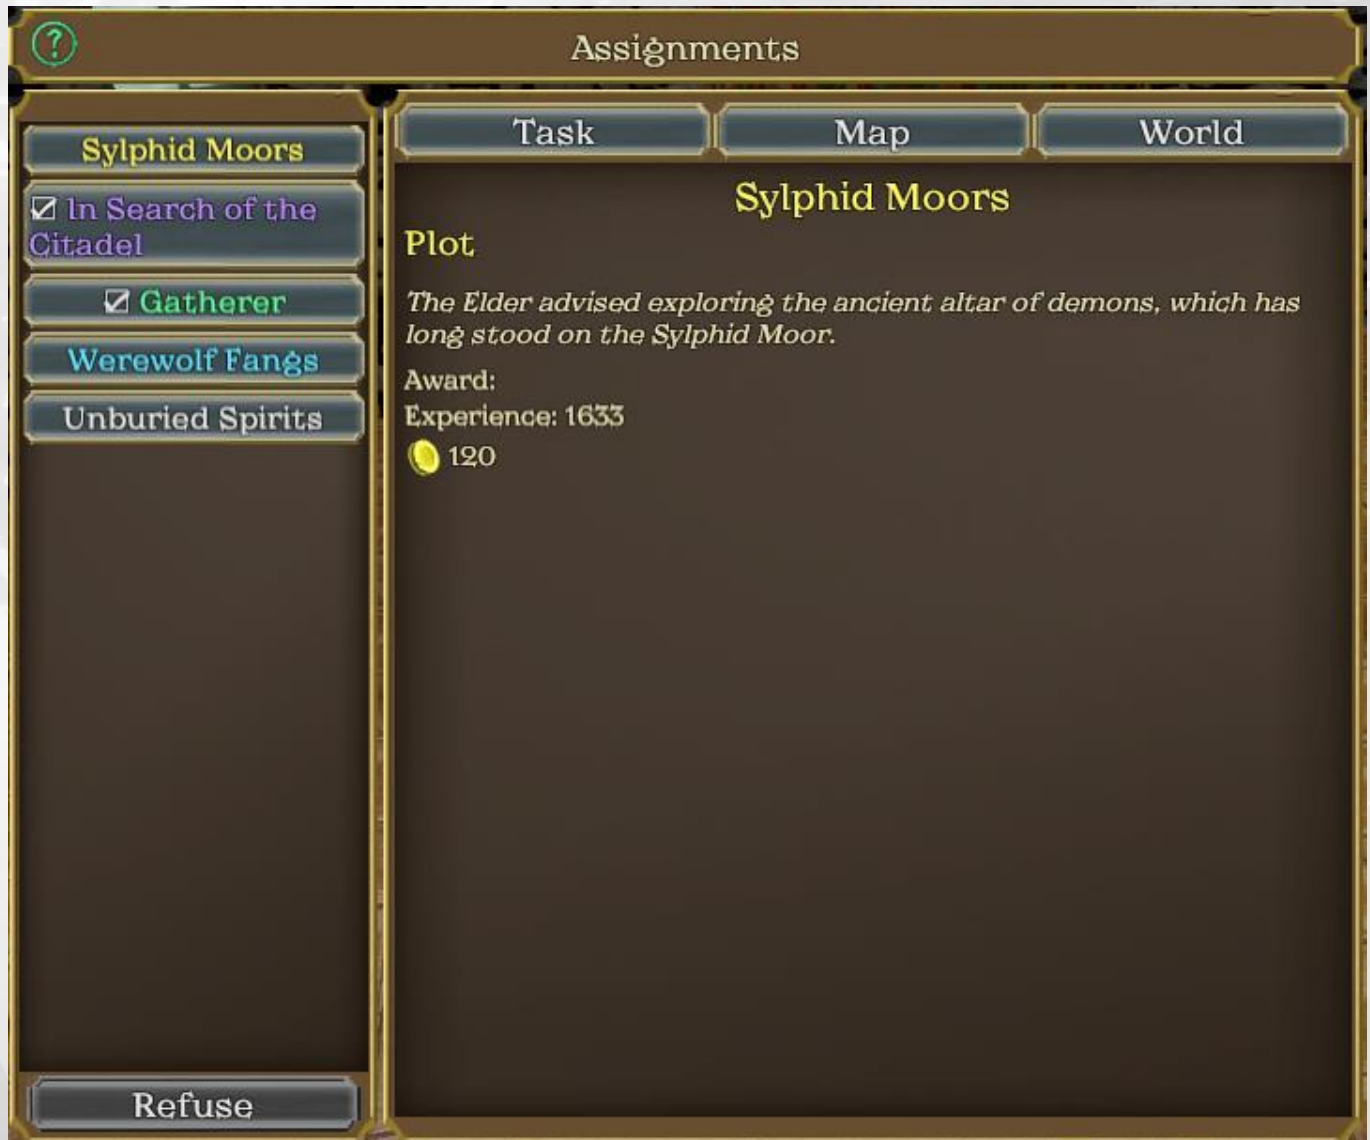 ?
Assignments
Sylphid Moors
In Search of the
Citadel
Gatherer
Werewolf Fangs
Unburied Spirits
Refuse
Task
Map
World
Sylphid Moors
Plot
The Elder advised exploring the ancient altar of demons, which has
long stood on the Sylphid Moor.
Award:
Experience: 1633
120